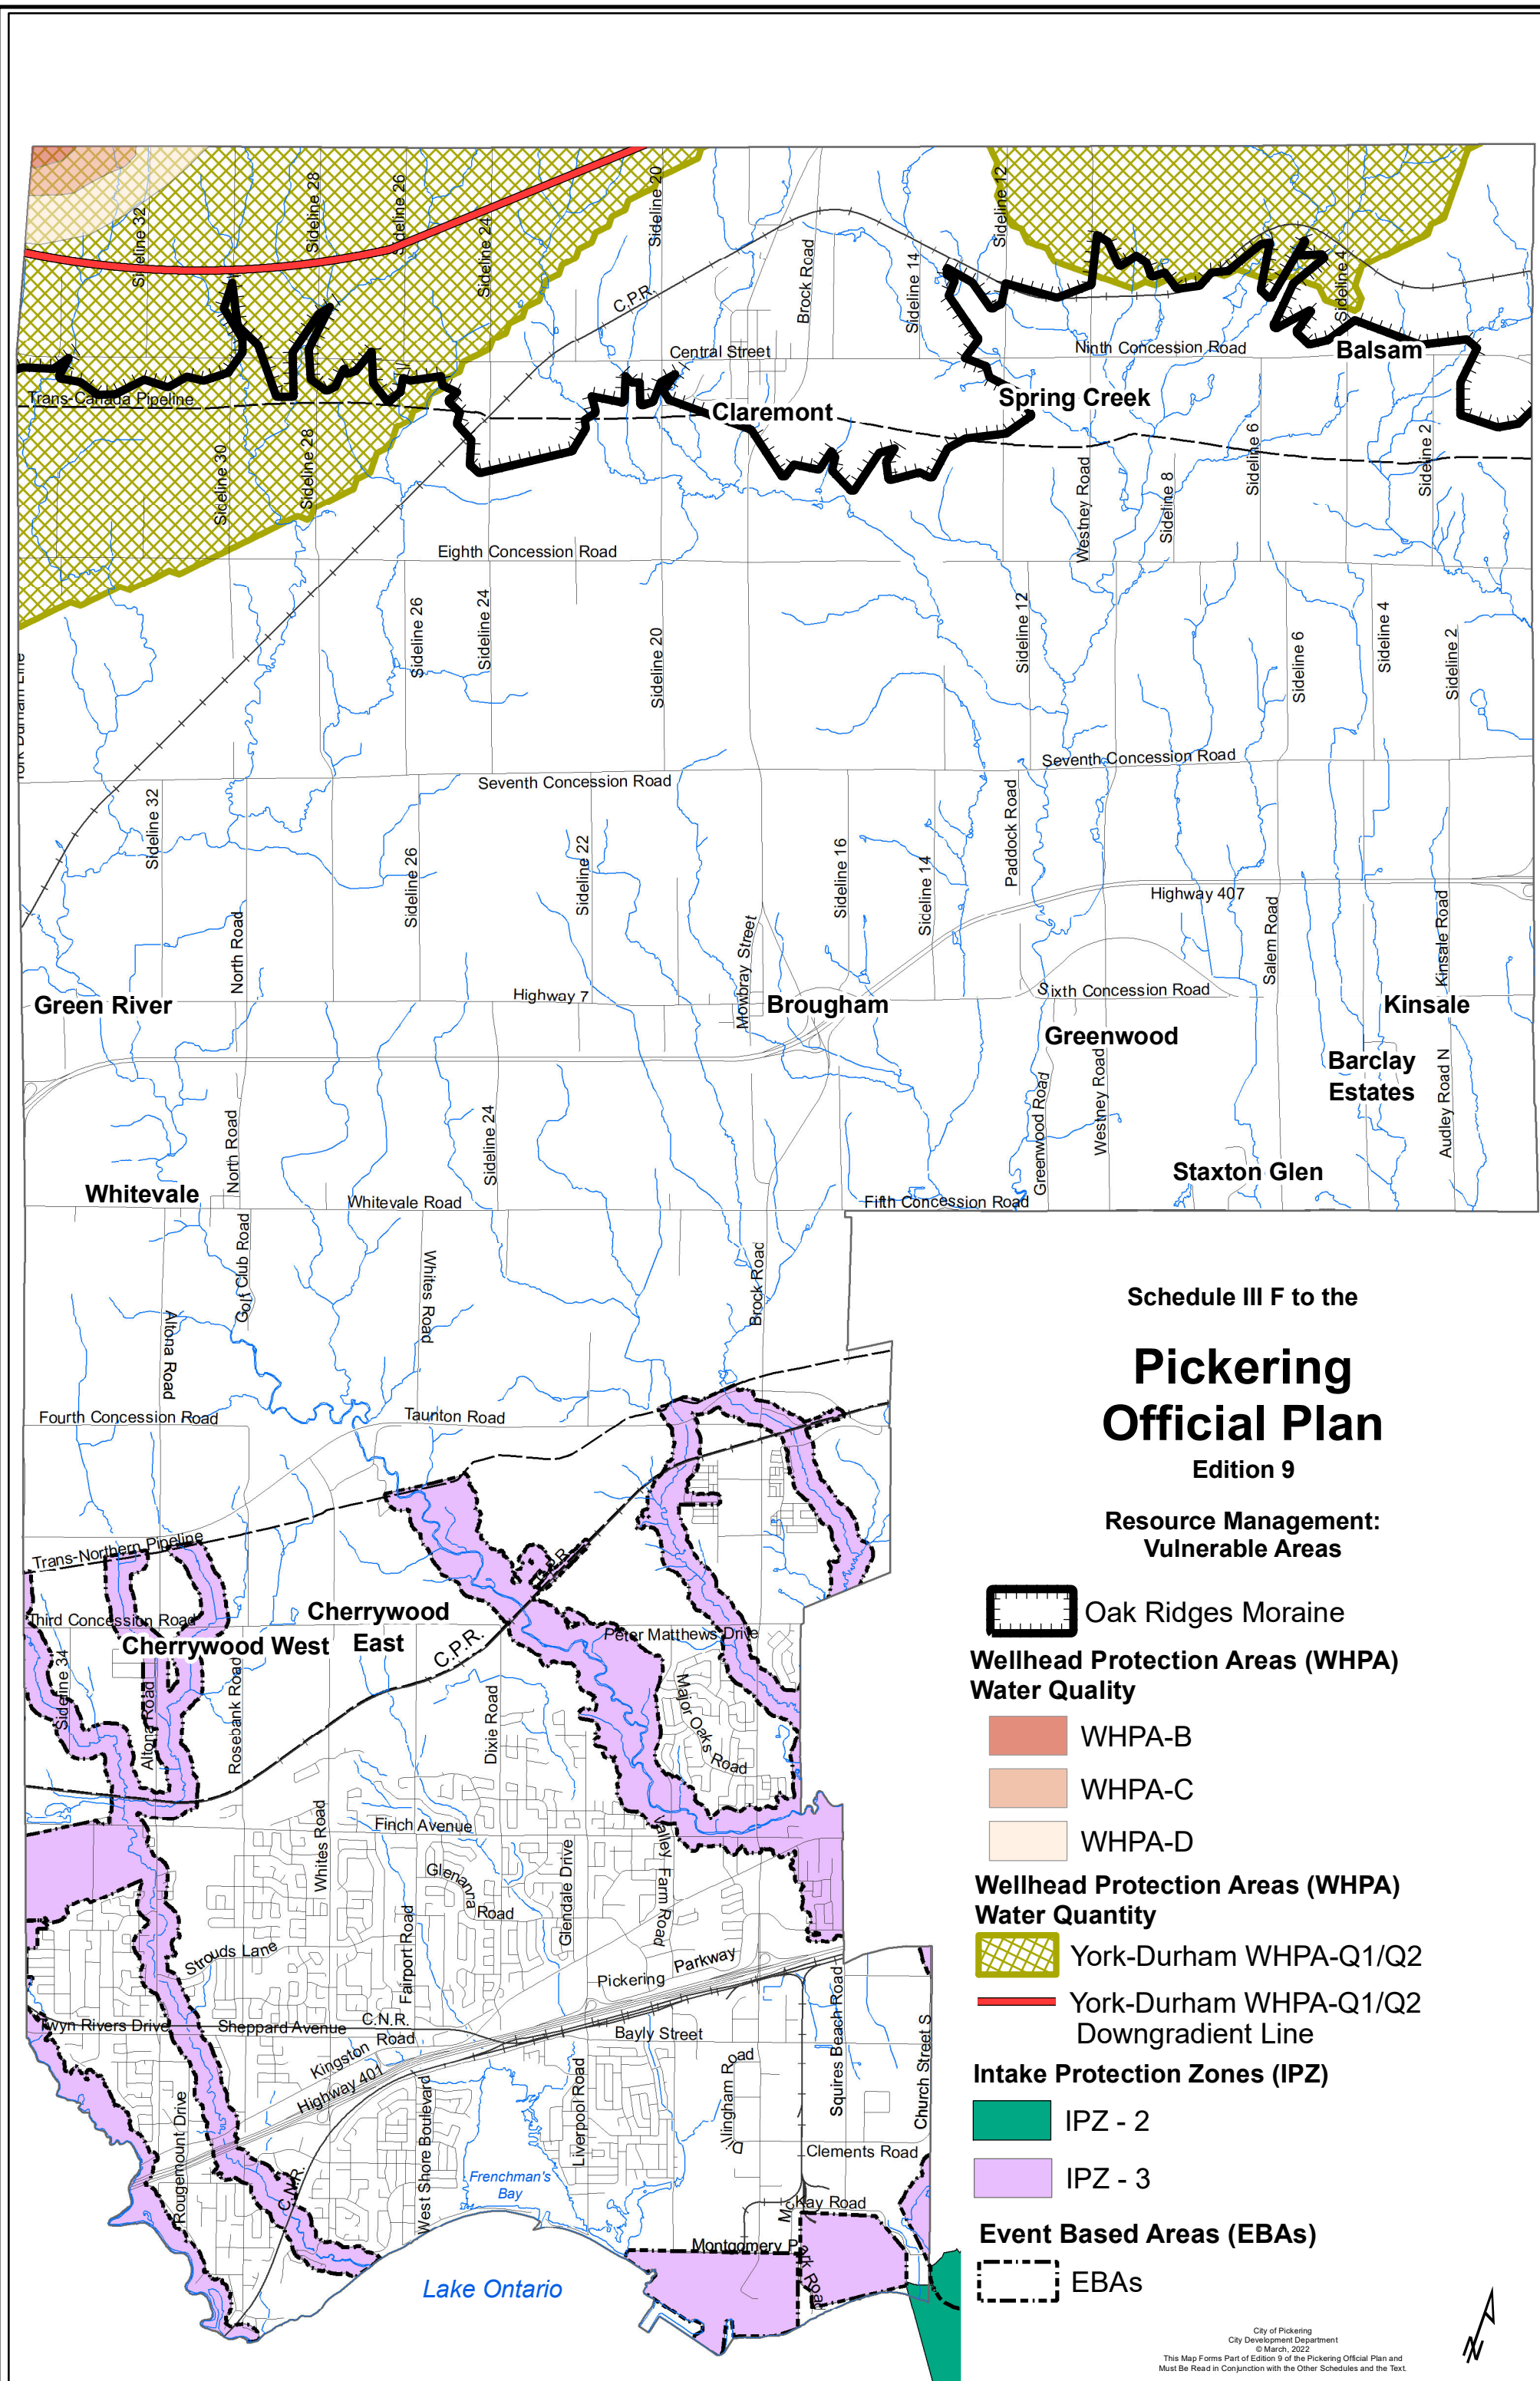 Sideline 32
Sideline 28
Sideline 26
Sideline 24
Sideline 20
Brock Road
Sideline 14
Sideline 12
Sideline 4
C.P.R.
Central Street
Ninth Concession Road
Balsam
Trans-Canada Pipeline
Claremont
Spring Creek
Sideline 30
Sideline 28
Westney Road
Sideline 8
Sideline 6
Sideline 2
Eighth Concession Road
Sideline 26
Sideline 24
Sideline 20
Sideline 12
Sideline 6
Sideline 4
Sideline 2
York Durham Line
Seventh Concession Road
Seventh Concession Road
Sideline 32
Sideline 26
Sideline 22
Sideline 16
Sideline 14
Paddock Road
Highway 407
North Road
Mowbray Street
Salem Road
Kinsale Road
Green River
Highway 7
Brougham
Sixth Concession Road
Kinsale
Greenwood
Barclay
Estates
North Road
Sideline 24
Greenwood Road
Westney Road
Audley Road N
Whitevale
Whitevale Road
Fifth Concession Road
Staxton Glen
Golf Club Road
Whites Road
Brock Road
Altona Road
Fourth Concession Road
Taunton Road
Trans-Northern Pipeline
C.P.R.
Third Concession Road
Cherrywood
East
Cherrywood West
C.P.R.
Peter Matthews Drive
Sideline 34
Altona Road
Rosebank Road
Dixie Road
Major Oaks Road
Whites Road
Finch Avenue
Glenanna
Road
Glendale Drive
Valley Farm Road
Fairport Road
Strouds Lane
Pickering
Parkway
Twyn Rivers Drive
Sheppard Avenue
C.N.R.
Kingston
Road
Highway 401
Bayly Street
Squires Beach Road
Church Street S
Dillingham Road
Liverpool Road
West Shore Boulevard
Rougemount Drive
C.N.R.
Clements Road
Frenchman's
Bay
McKay Road
Montgomery Park Road
Lake Ontario
Schedule III F to the
Pickering
Official Plan
Edition 9
Resource Management:
Vulnerable Areas
Oak Ridges Moraine
Wellhead Protection Areas (WHPA)
Water Quality
WHPA-B
WHPA-C
WHPA-D
Wellhead Protection Areas (WHPA)
Water Quantity
York-Durham WHPA-Q1/Q2
York-Durham WHPA-Q1/Q2
Downgradient Line
Intake Protection Zones (IPZ)
IPZ - 2
IPZ - 3
Event Based Areas (EBAs)
EBAs
City of Pickering
City Development Department
© March, 2022
This Map Forms Part of Edition 9 of the Pickering Official Plan and
Must Be Read in Conjunction with the Other Schedules and the Text.
N